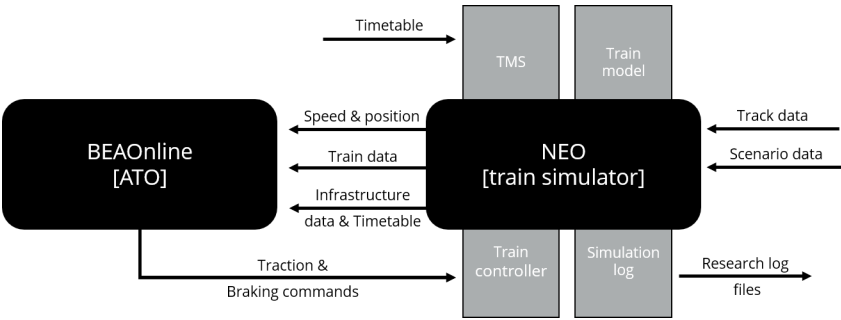 Timetable
TMS
Train
model
BEAOnline
[ATO]
Speed & position
Train data
Infrastructure
data & Timetable
NEO
[train simulator]
Track data
Scenario data
Traction &
Braking commands
Train
controller
Simulation
log
Research log
files